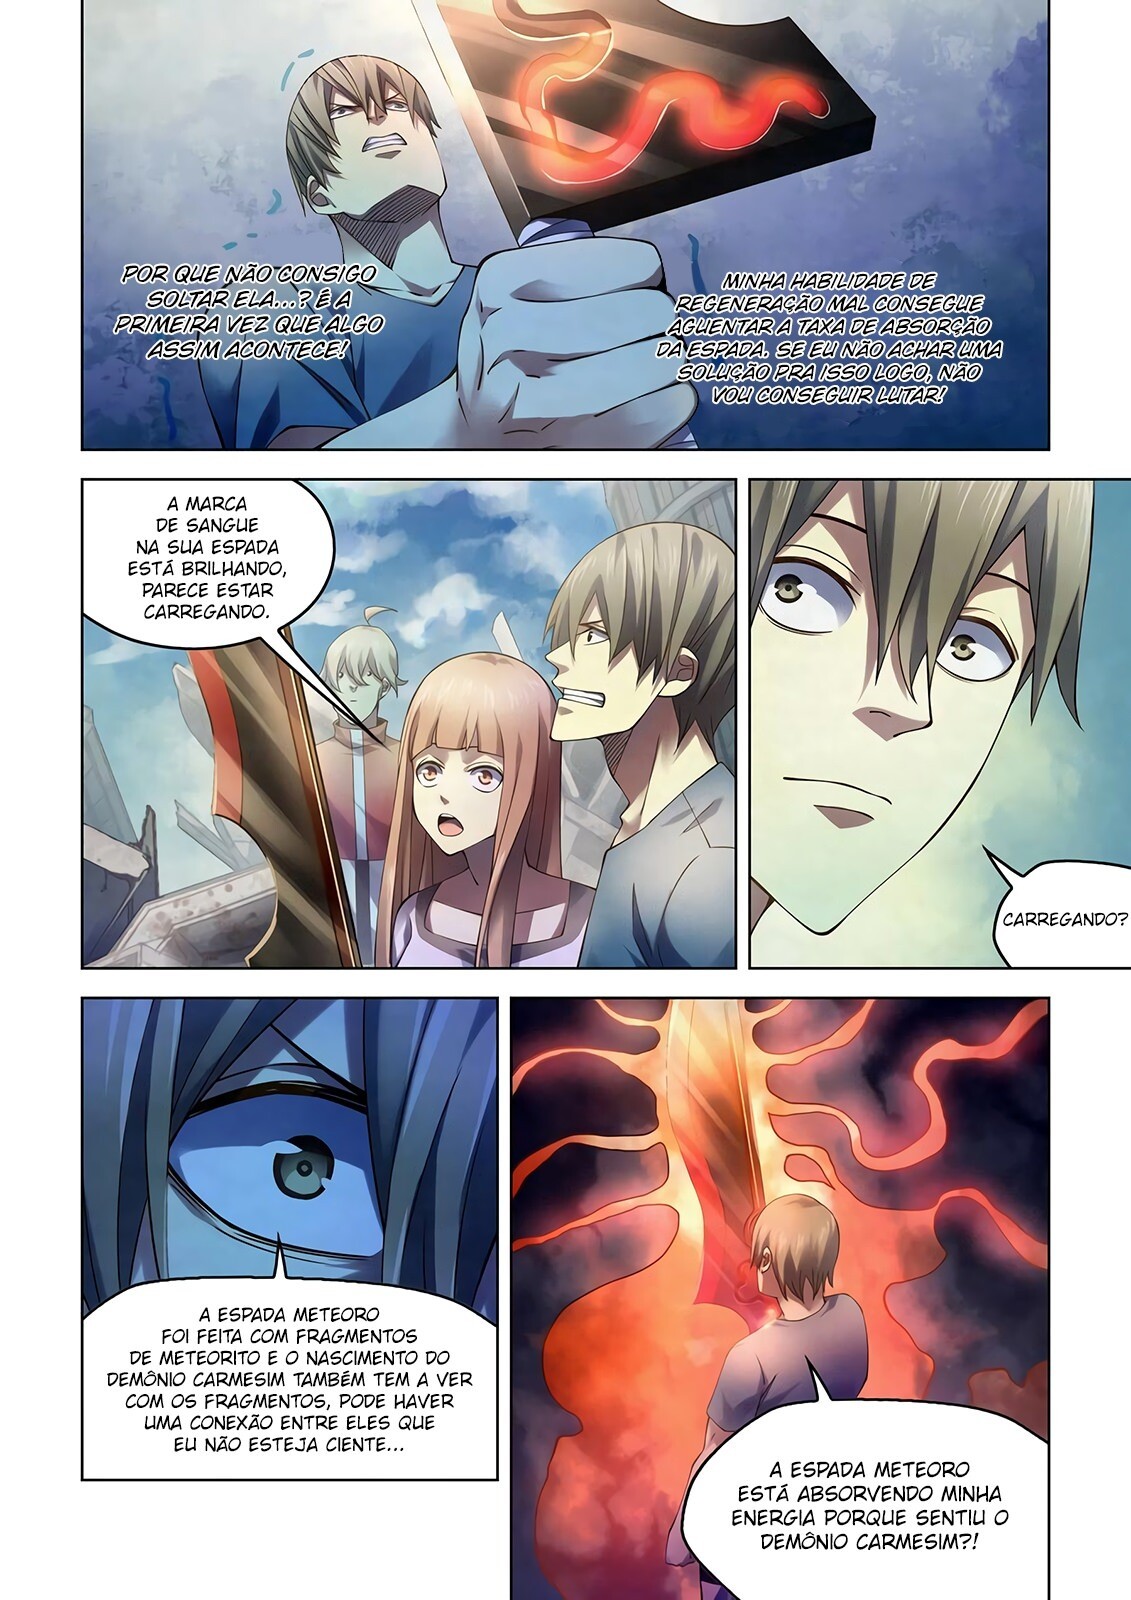 POR QUE NÃO CONSIGO
SOLTAR ELA...? É A
PRIMEIRA VEZ QUE ALGO
ASSIM ACONTECE!
MINHA HABILIDADE DE
REGENERAÇÃO MAL CONSEGUE
AGUENTAR A TAXA DE ABSORÇÃO
DA ESPADA. SE EU NÃO ACHAR UMA
SOLUÇÃO PRA ISSO LOGO, NÃO
VOU CONSEGUIR LUTAR!
A MARCA
DE SANGUE
NA SUA ESPADA
ESTÁ BRILHANDO,
PARECE ESTAR
CARREGANDO.
CARREGANDO?
A ESPADA METEORO
FOI FEITA COM FRAGMENTOS
DE METEORITO E O NASCIMENTO DO
DEMÔNIO CARMESIM TAMBÉM TEM A VER
COM OS FRAGMENTOS, PODE HAVER
UMA CONEXÃO ENTRE ELES QUE
EU NÃO ESTEJA CIENTE...
A ESPADA METEORO
ESTÁ ABSORVENDO MINHA
ENERGIA PORQUE SENTIU O
DEMÔNIO CARMESIM?!